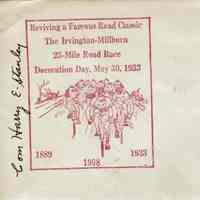 Reviving a Famous Road Classic
The Irvington-Millburn
25-Mile Road Race
Decoration Day, May 30, 1933
1889 1933
1908
Com Harry E. Stanley